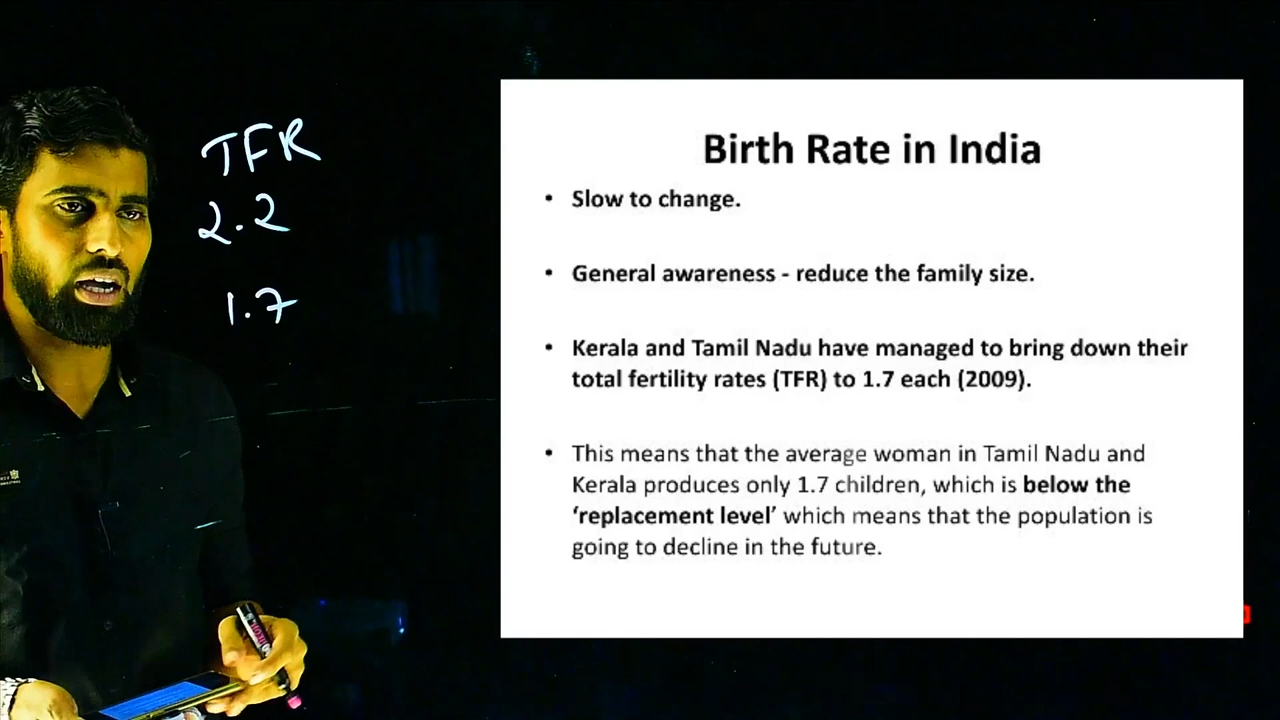 TFR
2.2
1.7
Birth Rate in India
• Slow to change.
• General awareness - reduce the family size.
• Kerala and Tamil Nadu have managed to bring down their
total fertility rates (TFR) to 1.7 each (2009).
• This means that the average woman in Tamil Nadu and
Kerala produces only 1.7 children, which is below the
‘replacement level’ which means that the population is
going to decline in the future.